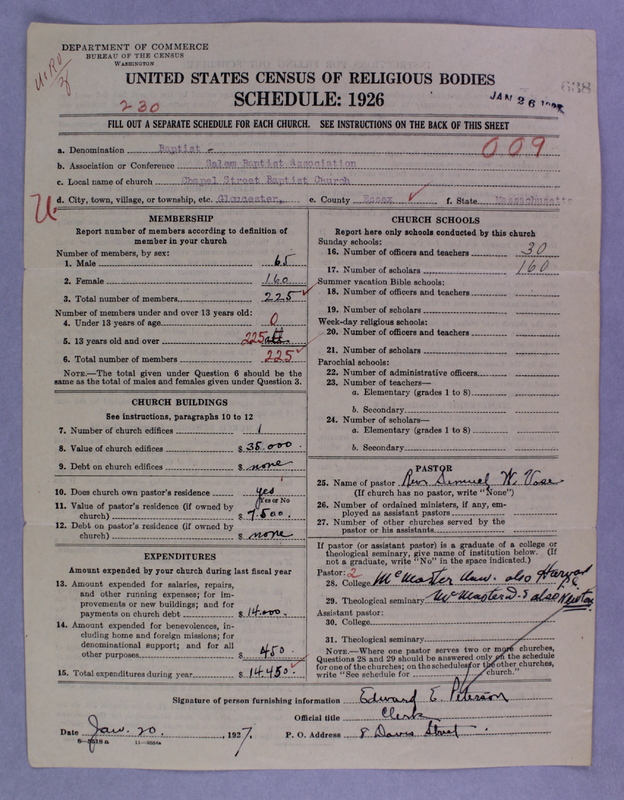 DEPARTMENT OF COMMERCE
BUREAU OF THE CENSUS
WASHINGTON
UNITED STATES CENSUS OF RELIGIOUS BODIES
SCHEDULE: 1926
638
JAN 26
230
FILL OUT A SEPARATE SCHEDULE FOR EACH CHURCH. SEE INSTRUCTIONS ON THE BACK OF THIS SHEET
a. Denomination Baptist -
009
b. Association or Conference Salem Baptist Association
c. Local name of church Chapel Street Baptist Church
d. City, town, village, or township, etc. Gloucester, e. County Essex f. State Massachusetts
MEMBERSHIP
Report number of members according to definition of
member in your church
Number of members, by sex:
1. Male 65
2. Female 160
3. Total number of members 225
Number of members under and over 13 years old:
4. Under 13 years of age 0
5. 13 years old and over 225 all
6. Total number of members 225
NOTE.—The total given under Question 6 should be
same as the total of males and females given under Question 3.
CHURCH BUILDINGS
See instructions, paragraphs 10 to 12
7. Number of church edifices 1
8. Value of church edifices $ 35.000.
9. Debt on church edifices $ none
10. Does church own pastor's residence yes
Yes or No
11. Value of pastor's residence (if owned by
church) $ 7.500.
12. Debt on pastor's residence (if owned by
church) $ none
EXPENDITURES
Amount expended by your church during last fiscal year
13. Amount expended for salaries, repairs,
and other running expenses; for im-
provements or new buildings; and for
payments on church debt $ 14.000.
14. Amount expended for benevolences, in-
cluding home and foreign missions; for
denominational support; and for all
other purposes $ 450.
15. Total expenditures during year $ 14.450.
CHURCH SCHOOLS
Report here only schools conducted by this church
Sunday schools:
16. Number of officers and teachers 30
17. Number of scholars 160
Summer vacation Bible schools:
18. Number of officers and teachers
19. Number of scholars
Week-day religious schools:
20. Number of officers and teachers
21. Number of scholars
Parochial schools:
22. Number of administrative officers
23. Number of teachers—
a. Elementary (grades 1 to 8)
b. Secondary
24. Number of scholars—
a. Elementary (grades 1 to 8)
b. Secondary
PASTOR
25. Name of pastor Rev. Samuel W. Vose
(If church has no pastor, write "None")
26. Number of ordained ministers, if any, em-
ployed as assistant pastors
27. Number of other churches served by the
pastor or his assistants
If pastor (or assistant pastor) is a graduate of a college or
theological seminary, give name of institution below. (If
not a graduate, write "No" in the space indicated.)
Pastor: 2
28. College McMaster Univ. also Harvard
29. Theological seminary McMaster U. also Newton
Assistant pastor:
30. College
31. Theological seminary
NOTE.—Where one pastor serves two or more churches,
Questions 28 and 29 should be answered only on the schedule
for one of the churches; on the schedules for the other churches,
write "See schedule for church."
Signature of person furnishing information Edward E. Peterson
Official title Clerk
Date Jan. 20. , 1927. P. O. Address 8 Davis Street.
8—5518a 11—9554a